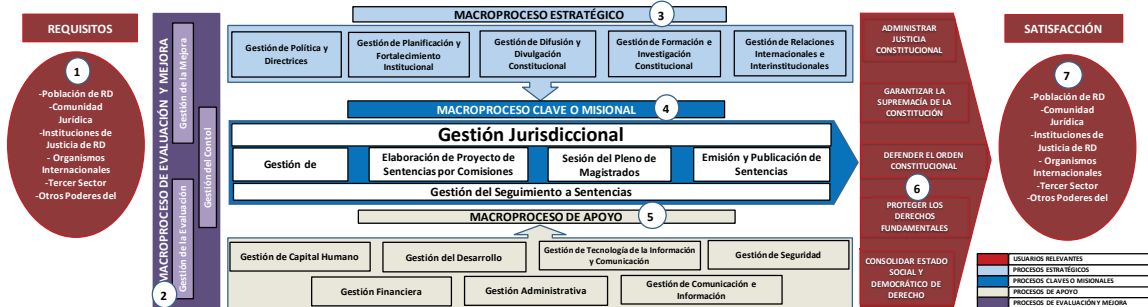 REQUISITOS
1
-Población de RD
-Comunidad
Jurídica
-Instituciones de
Justicia de RD
- Organismos
Internacionales
-Tercer Sector
-Otros Poderes del
MACROPROCESO DE EVALUACIÓN Y MEJORA
2
Gestión de la Mejora
Gestión de la Evaluación
Gestión del Contol
MACROPROCESO ESTRATÉGICO
3
Gestión de Política y
Directrices
Gestión de Planificación y
Fortalecimiento
Institucional
Gestión de Difusión y
Divulgación
Constitucional
Gestión de Formación e
Investigación
Constitucional
Gestión de Relaciones
Internacionales e
Interinstitucionales
MACROPROCESO CLAVE O MISIONAL
4
Gestión Jurisdiccional
Gestión de
Elaboración de Proyecto de
Sentencias por Comisiones
Sesión del Pleno de
Magistrados
Emisión y Publicación de
Sentencias
Gestión del Seguimiento a Sentencias
MACROPROCESO DE APOYO
5
Gestión de Capital Humano
Gestión del Desarrollo
Gestión de Tecnología de la Información
y Comunicación
Gestión de Seguridad
Gestión Financiera
Gestión Administrativa
Gestión de Comunicación e
Información
ADMINISTRAR
JUSTICIA
CONSTITUCIONAL
GARANTIZAR LA
SUPREMACÍA DE LA
CONSTITUCIÓN
DEFENDER EL ORDEN
CONSTITUCIONAL
6
PROTEGER LOS
DERECHOS
FUNDAMENTALES
CONSOLIDAR ESTADO
SOCIAL Y
DEMOCRÁTICO DE
DERECHO
SATISFACCIÓN
7
-Población de RD
-Comunidad
Jurídica
-Instituciones de
Justicia de RD
- Organismos
Internacionales
-Tercer Sector
-Otros Poderes del
USUARIOS RELEVANTES
PROCESOS ESTRATÉGICOS
PROCESOS CLAVES O MISIONALES
PROCESOS DE APOYO
PROCESOS DE EVALUACIÓN Y MEJORA